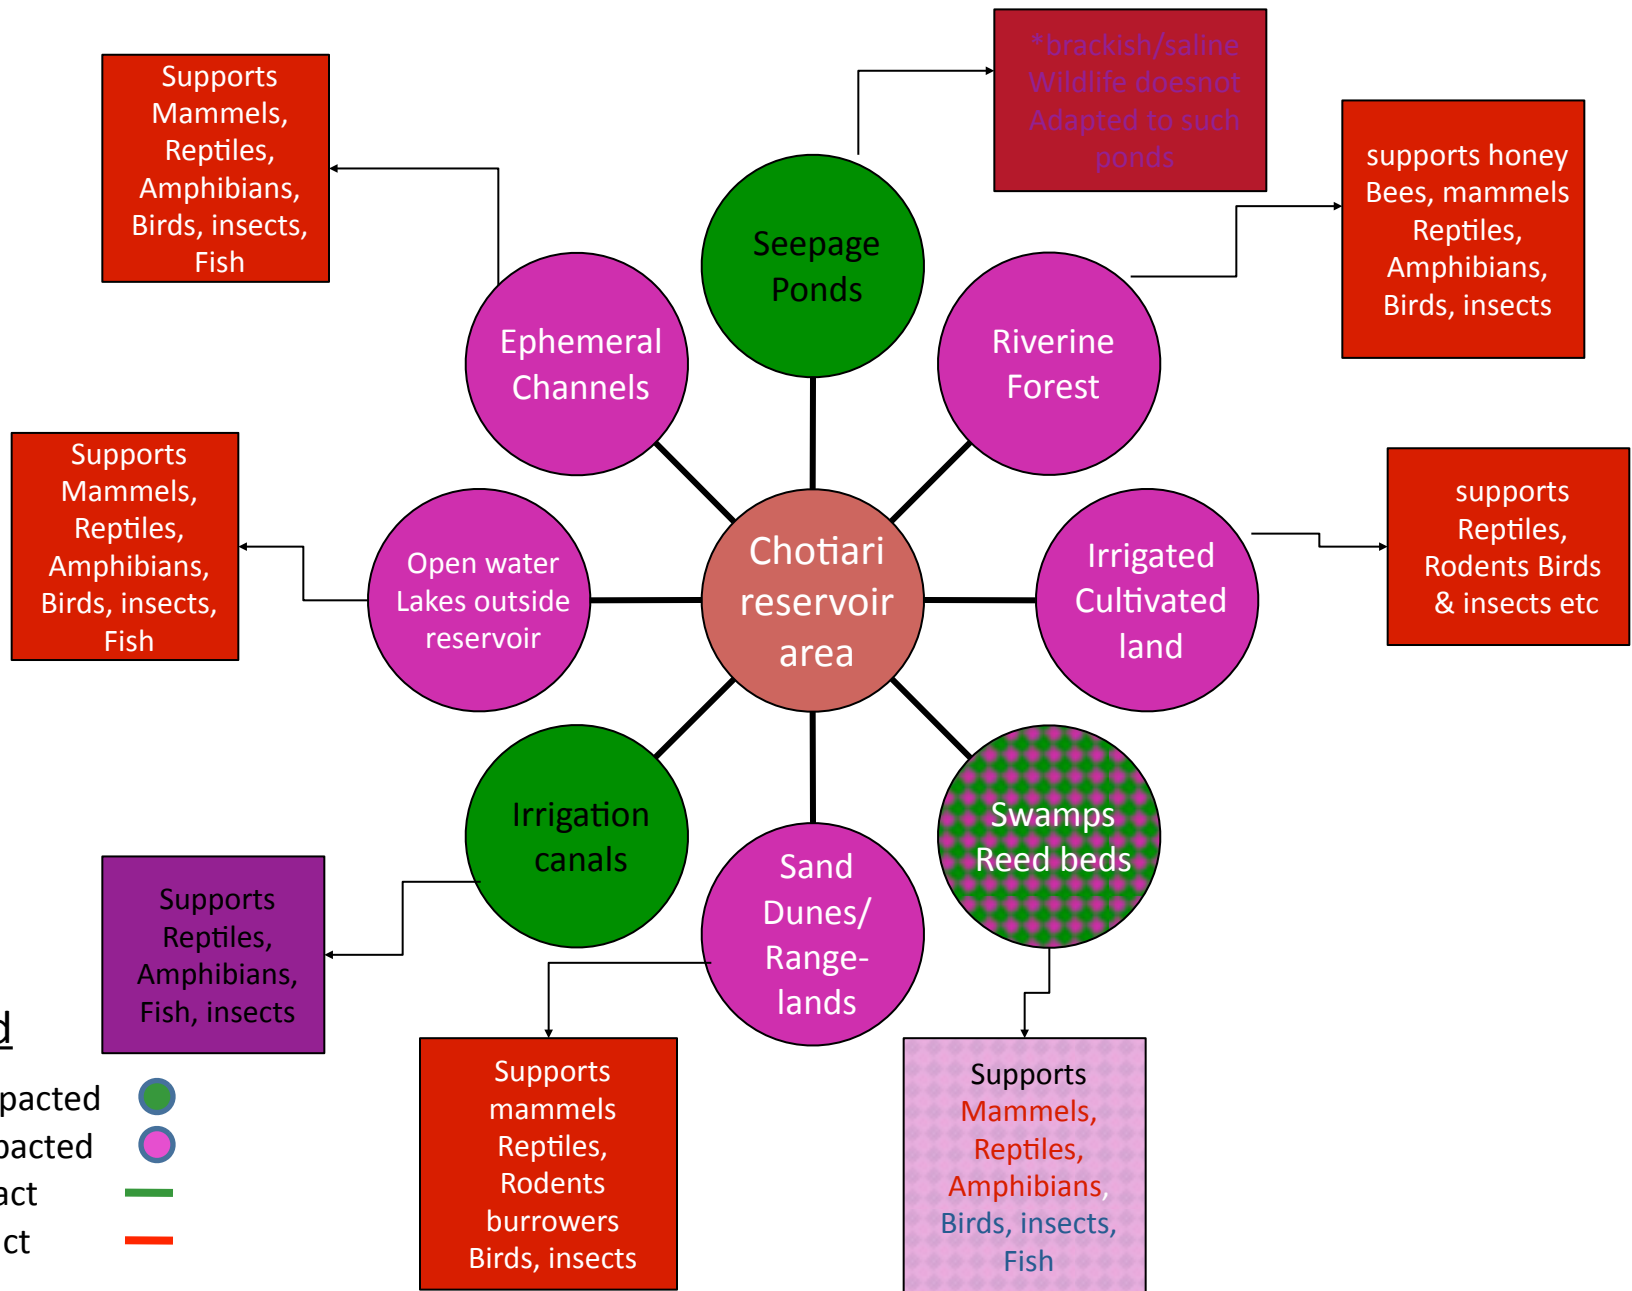 *brackish/saline
Wildlife doesnot
Adapted to such
ponds
Supports
Mammels,
Reptiles,
Amphibians,
Birds, insects,
Fish
supports honey
Bees, mammels
Reptiles,
Amphibians,
Birds, insects
Seepage
Ponds
Ephemeral
Channels
Riverine
Forest
Supports
Mammels,
Reptiles,
Amphibians,
Birds, insects,
Fish
Open water
Lakes outside
reservoir
Chotiari
reservoir
area
Irrigated
Cultivated
land
supports
Reptiles,
Rodents Birds
& insects etc
Irrigation
canals
Sand
Dunes/
Range-
lands
Swamps
Reed beds
Supports
Reptiles,
Amphibians,
Fish, insects
Supports
mammels
Reptiles,
Rodents
burrowers
Birds, insects
Supports
Mammels,
Reptiles,
Amphibians,
Birds, insects,
Fish